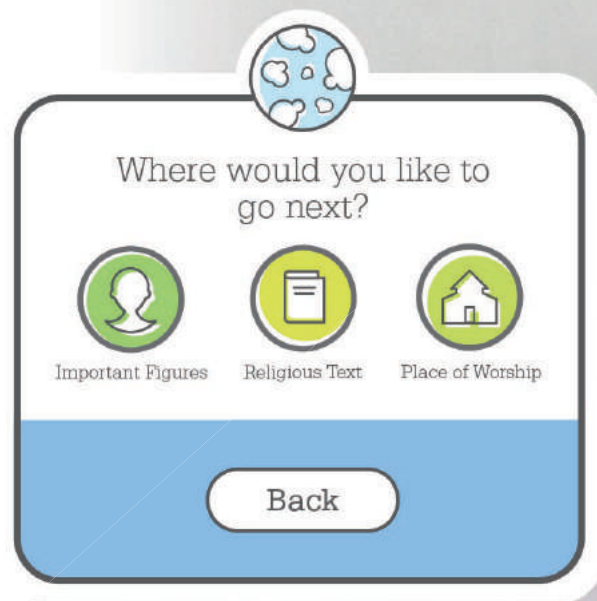 Where would you like to
go next?
Important Figures
Religious Text
Place of Worship
Back